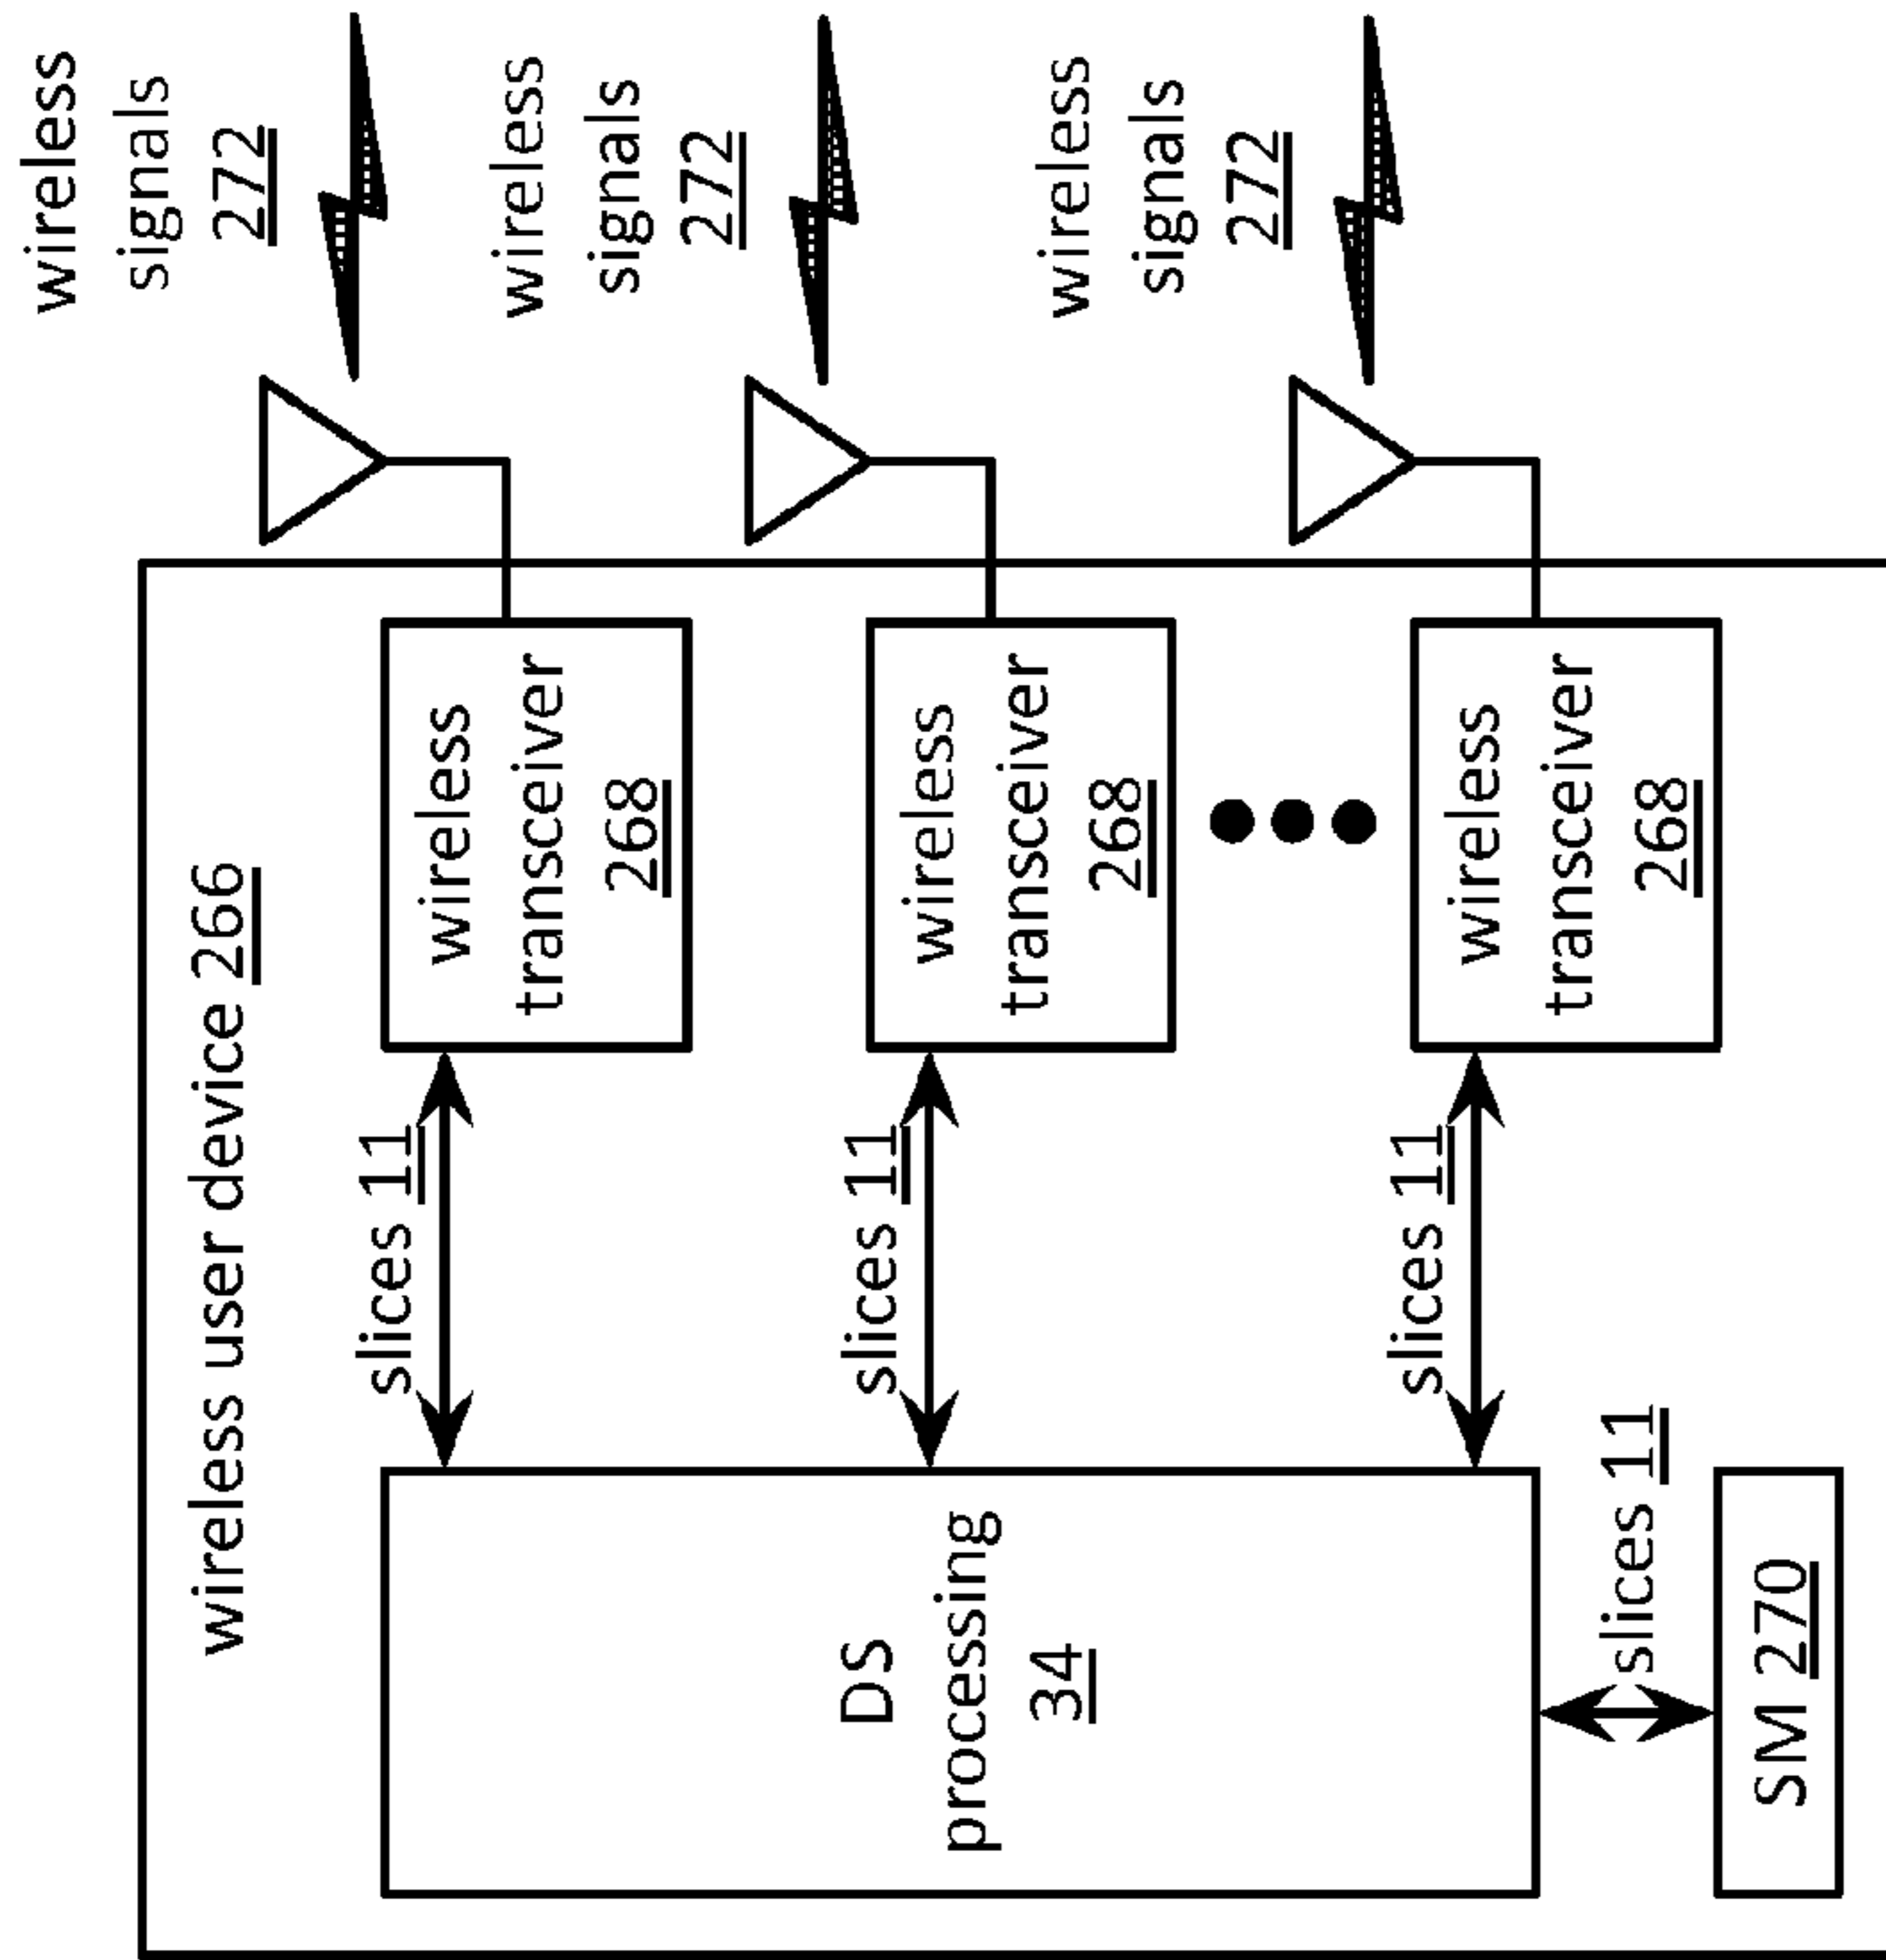 wireless user device 266
DS
processing
34
slices 11
wireless
transceiver
268
wireless
signals
272
slices 11
wireless
transceiver
268
wireless
signals
272
slices 11
wireless
transceiver
268
wireless
signals
272
slices 11
SM 270